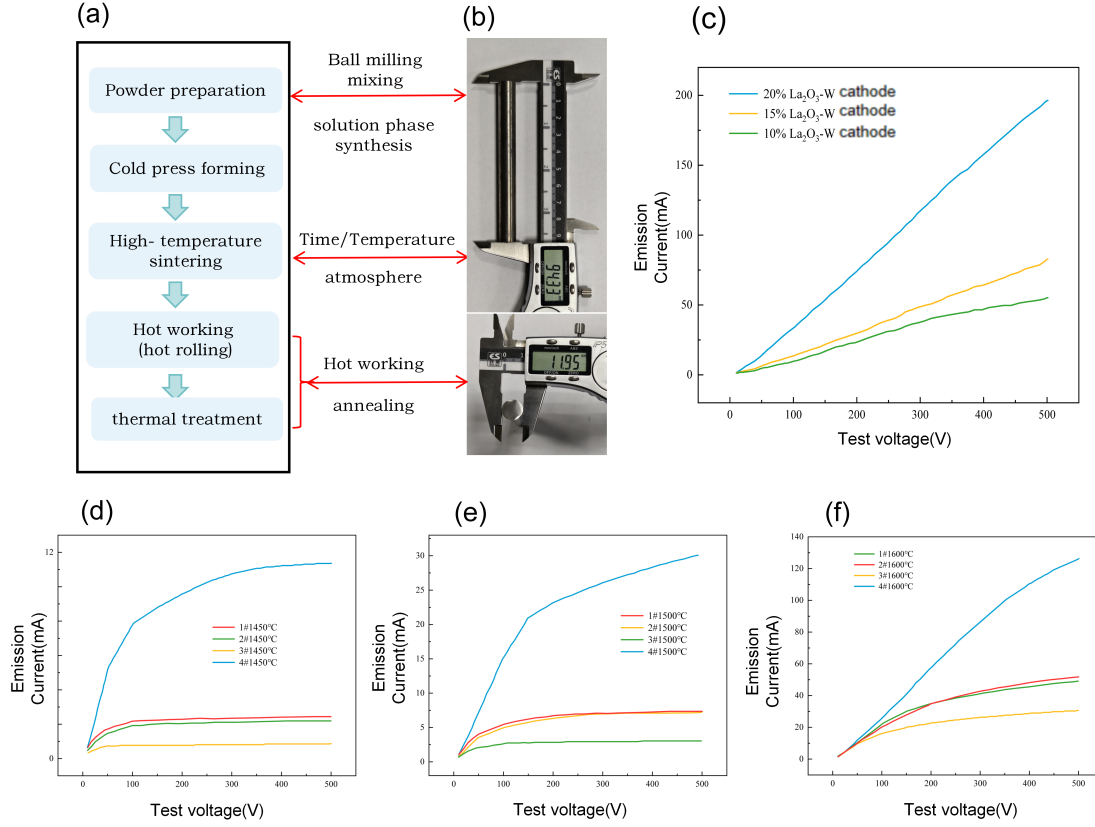 (a)
Powder preparation
Cold press forming
High- temperature
sintering
Hot working
(hot rolling)
thermal treatment
Ball milling
mixing
solution phase
synthesis
Time/Temperature
atmosphere
Hot working
annealing
(b)
94.33
11.95
(c)
20% La₂O₃-W cathode
15% La₂O₃-W cathode
10% La₂O₃-W cathode
Emission
Current(mA)
200
150
100
50
0
0 100 200 300 400 500
Test voltage(V)
(d)
Emission
Current(mA)
12
0
1#1450℃
2#1450℃
3#1450℃
4#1450℃
0 100 200 300 400 500
Test voltage(V)
(e)
Emission
Current(mA)
30
25
20
15
10
5
0
1#1500℃
2#1500℃
3#1500℃
4#1500℃
0 100 200 300 400 500
Test voltage(V)
(f)
Emission
Current(mA)
140
120
100
80
60
40
20
0
1#1600℃
2#1600℃
3#1600℃
4#1600℃
0 100 200 300 400 500
Test voltage(V)